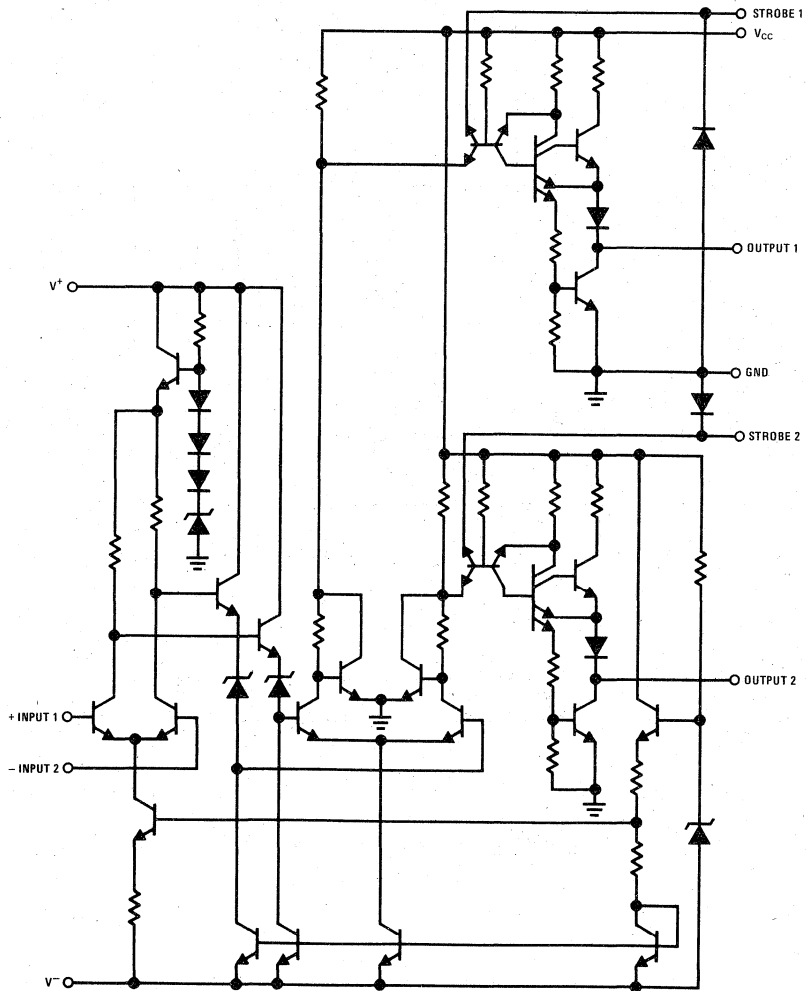 STROBE 1
V_CC
OUTPUT 1
V+
GND
STROBE 2
OUTPUT 2
+ INPUT 1
− INPUT 2
V−